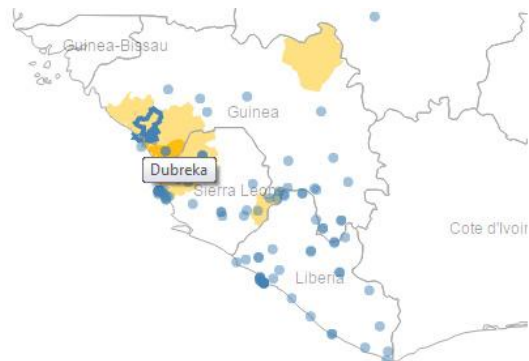 Guinea-Bissau
Guinea
Dubreka
Sierra Leone
Cote d'Ivoir
Liberia